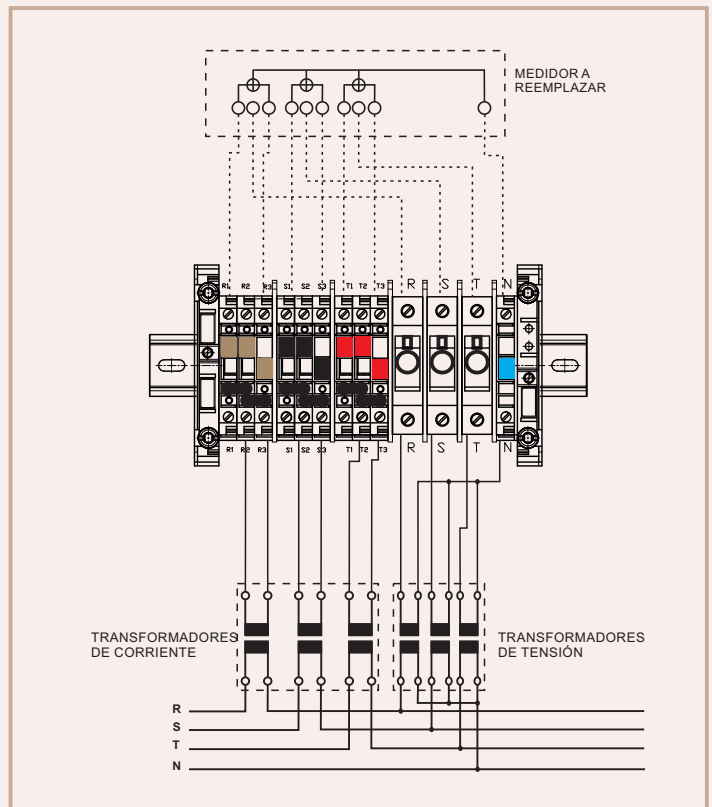 MEDIDOR A
REEMPLAZAR
R1 R2 R3 S1 S2 S3 T1 T2 T3 R S T N
R1 R2 R3 S1 S2 S3 T1 T2 T3 R S T N
TRANSFORMADORES
DE CORRIENTE
TRANSFORMADORES
DE TENSIÓN
R
S
T
N